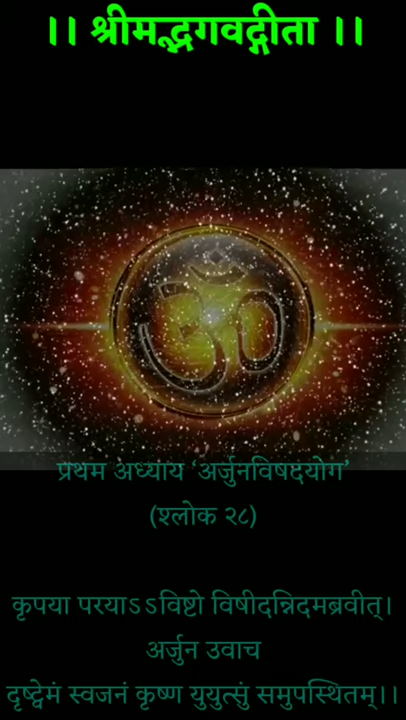 ।। श्रीमद्भगवद्गीता ।।
ॐ
प्रथम अध्याय ‘अर्जुनविषदयोग’
(श्लोक २८)
कृपया परयाऽऽविष्टो विषीदन्निदमब्रवीत्।
अर्जुन उवाच
दृष्ट्वेमं स्वजनं कृष्ण युयुत्सुं समुपस्थितम्।।